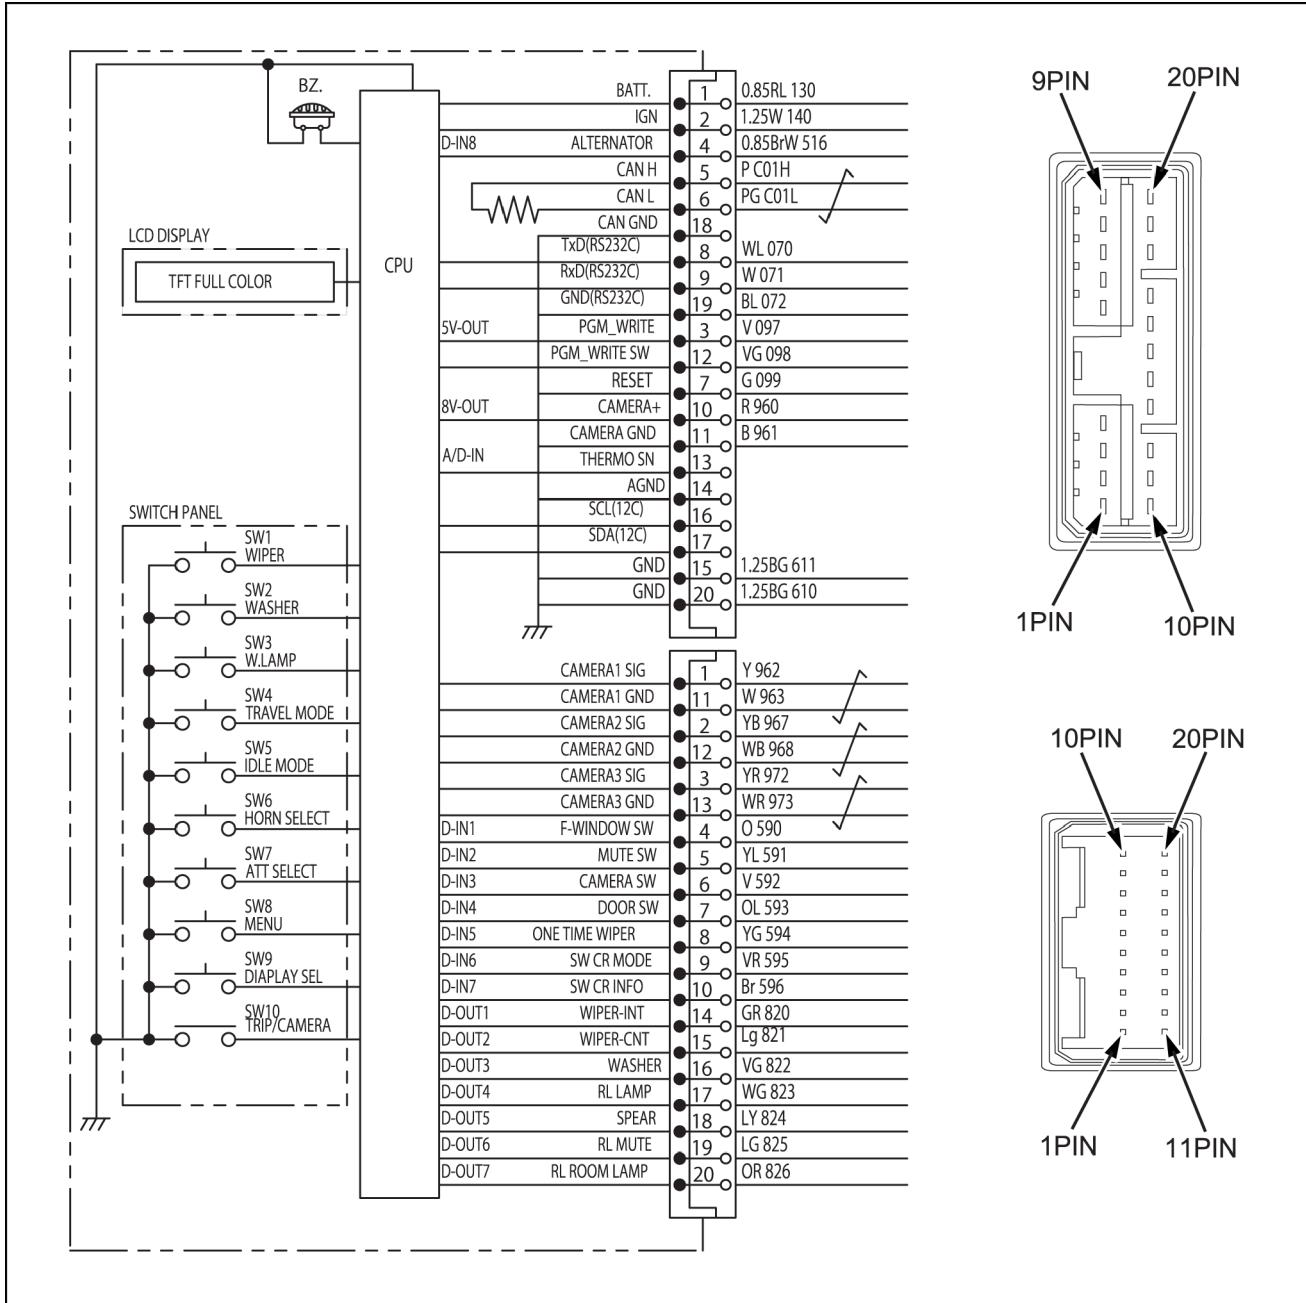 BZ.
CPU
LCD DISPLAY
TFT FULL COLOR
SWITCH PANEL
SW1
WIPER
SW2
WASHER
SW3
W.LAMP
SW4
TRAVEL MODE
SW5
IDLE MODE
SW6
HORN SELECT
SW7
ATT SELECT
SW8
MENU
SW9
DIAPLAY SEL
SW10
TRIP/CAMERA
BATT. 1 0.85RL 130
IGN 2 1.25W 140
D-IN8 ALTERNATOR 4 0.85BrW 516
CAN H 5 P C01H
CAN L 6 PG C01L
CAN GND 18
TxD(RS232C) 8 WL 070
RxD(RS232C) 9 W 071
GND(RS232C) 19 BL 072
5V-OUT PGM_WRITE 3 V 097
PGM_WRITE SW 12 VG 098
RESET 7 G 099
8V-OUT CAMERA+ 10 R 960
CAMERA GND 11 B 961
A/D-IN THERMO SN 13
AGND 14
SCL(12C) 16
SDA(12C) 17
GND 15 1.25BG 611
GND 20 1.25BG 610
CAMERA1 SIG 1 Y 962
CAMERA1 GND 11 W 963
CAMERA2 SIG 2 YB 967
CAMERA2 GND 12 WB 968
CAMERA3 SIG 3 YR 972
CAMERA3 GND 13 WR 973
D-IN1 F-WINDOW SW 4 O 590
D-IN2 MUTE SW 5 YL 591
D-IN3 CAMERA SW 6 V 592
D-IN4 DOOR SW 7 OL 593
D-IN5 ONE TIME WIPER 8 YG 594
D-IN6 SW CR MODE 9 VR 595
D-IN7 SW CR INFO 10 Br 596
D-OUT1 WIPER-INT 14 GR 820
D-OUT2 WIPER-CNT 15 Lg 821
D-OUT3 WASHER 16 VG 822
D-OUT4 RL LAMP 17 WG 823
D-OUT5 SPEAR 18 LY 824
D-OUT6 RL MUTE 19 LG 825
D-OUT7 RL ROOM LAMP 20 OR 826
9PIN 20PIN
1PIN 10PIN
10PIN 20PIN
1PIN 11PIN